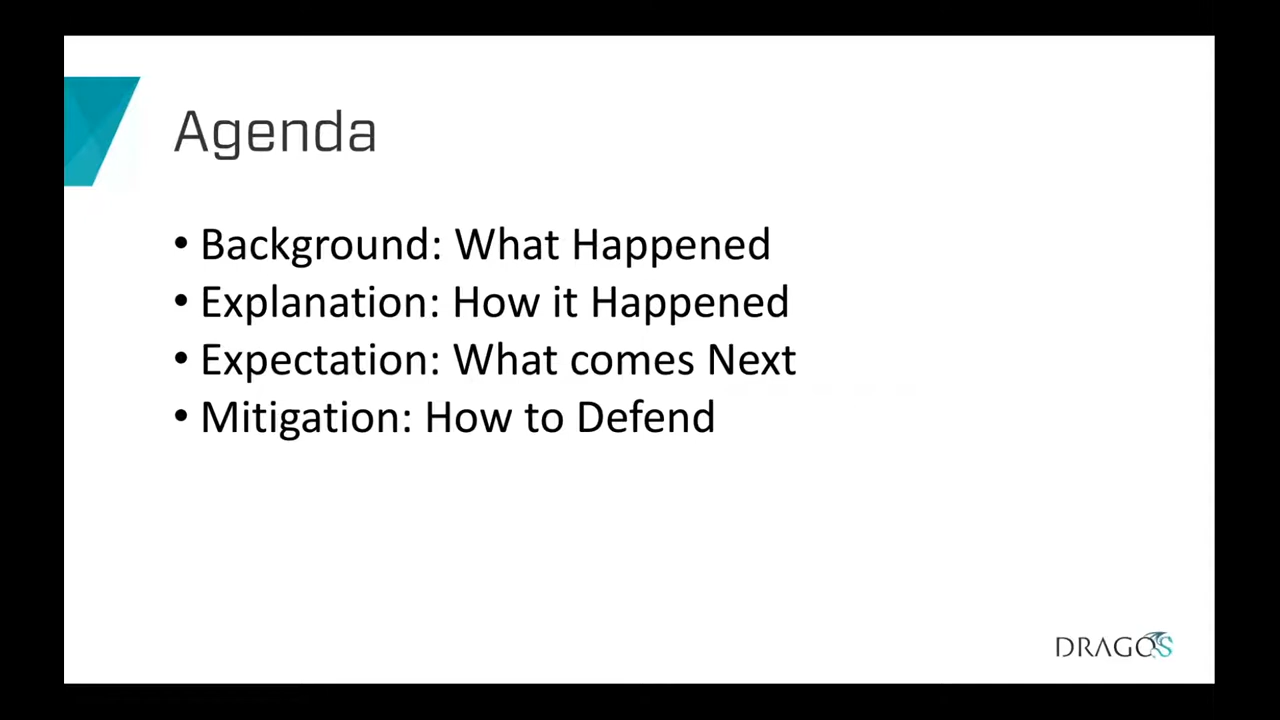 Agenda
• Background: What Happened
• Explanation: How it Happened
• Expectation: What comes Next
• Mitigation: How to Defend
DRAGOS